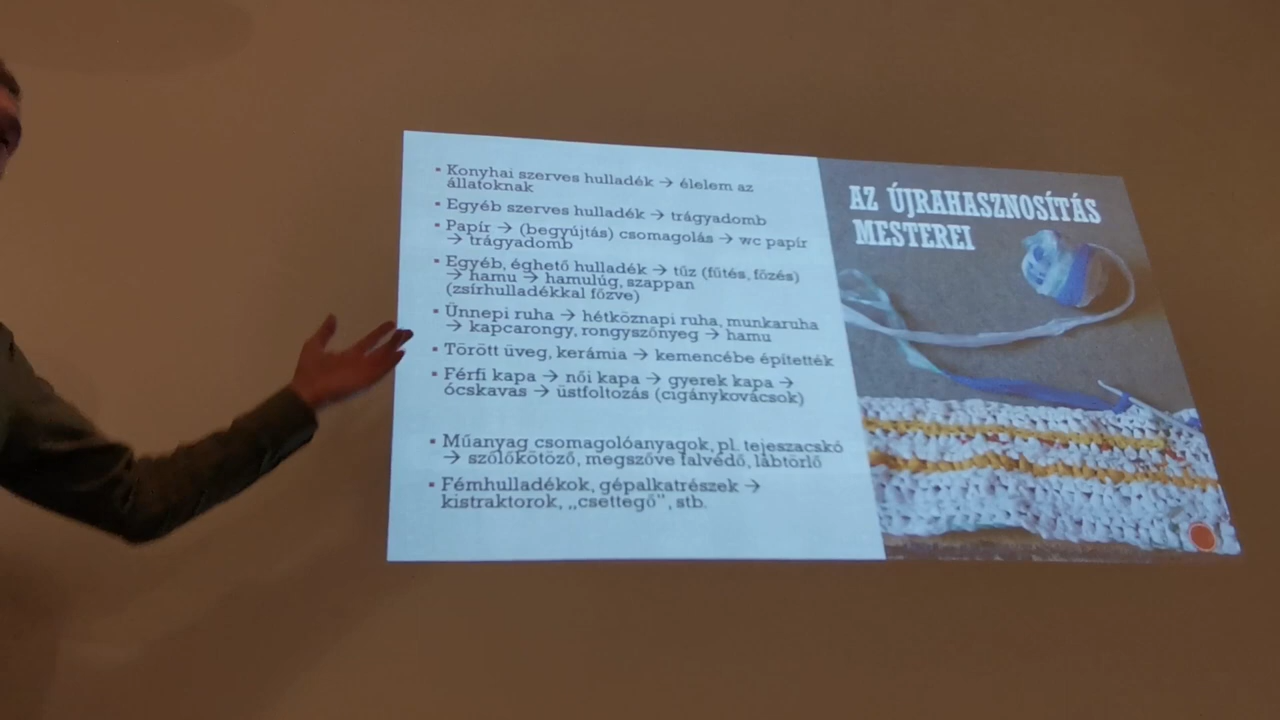 ▪ Konyhai szerves hulladék → élelem az
állatoknak
▪ Egyéb szerves hulladék → trágyadomb
▪ Papír → (begyújtás) csomagolás → wc papír
→ trágyadomb
▪ Egyéb, éghető hulladék → tűz (fűtés, főzés)
→ hamu → hamulúg, szappan
(zsírhulladékkal főzve)
▪ Ünnepi ruha → hétköznapi ruha, munkaruha
→ kapcarongy, rongyszőnyeg → hamu
▪ Törött üveg, kerámia → kemencébe építették
▪ Férfi kapa → női kapa → gyerek kapa →
ócskavas → üstfoltozás (cigánykovácsok)
▪ Műanyag csomagolóanyagok, pl. tejeszacskó
→ szőlőkötöző, megszőve falvédő, lábtörlő
▪ Fémhulladékok, gépalkatrészek →
kistraktorok, „csettegő”, stb.
AZ ÚJRAHASZNOSÍTÁS
MESTEREI